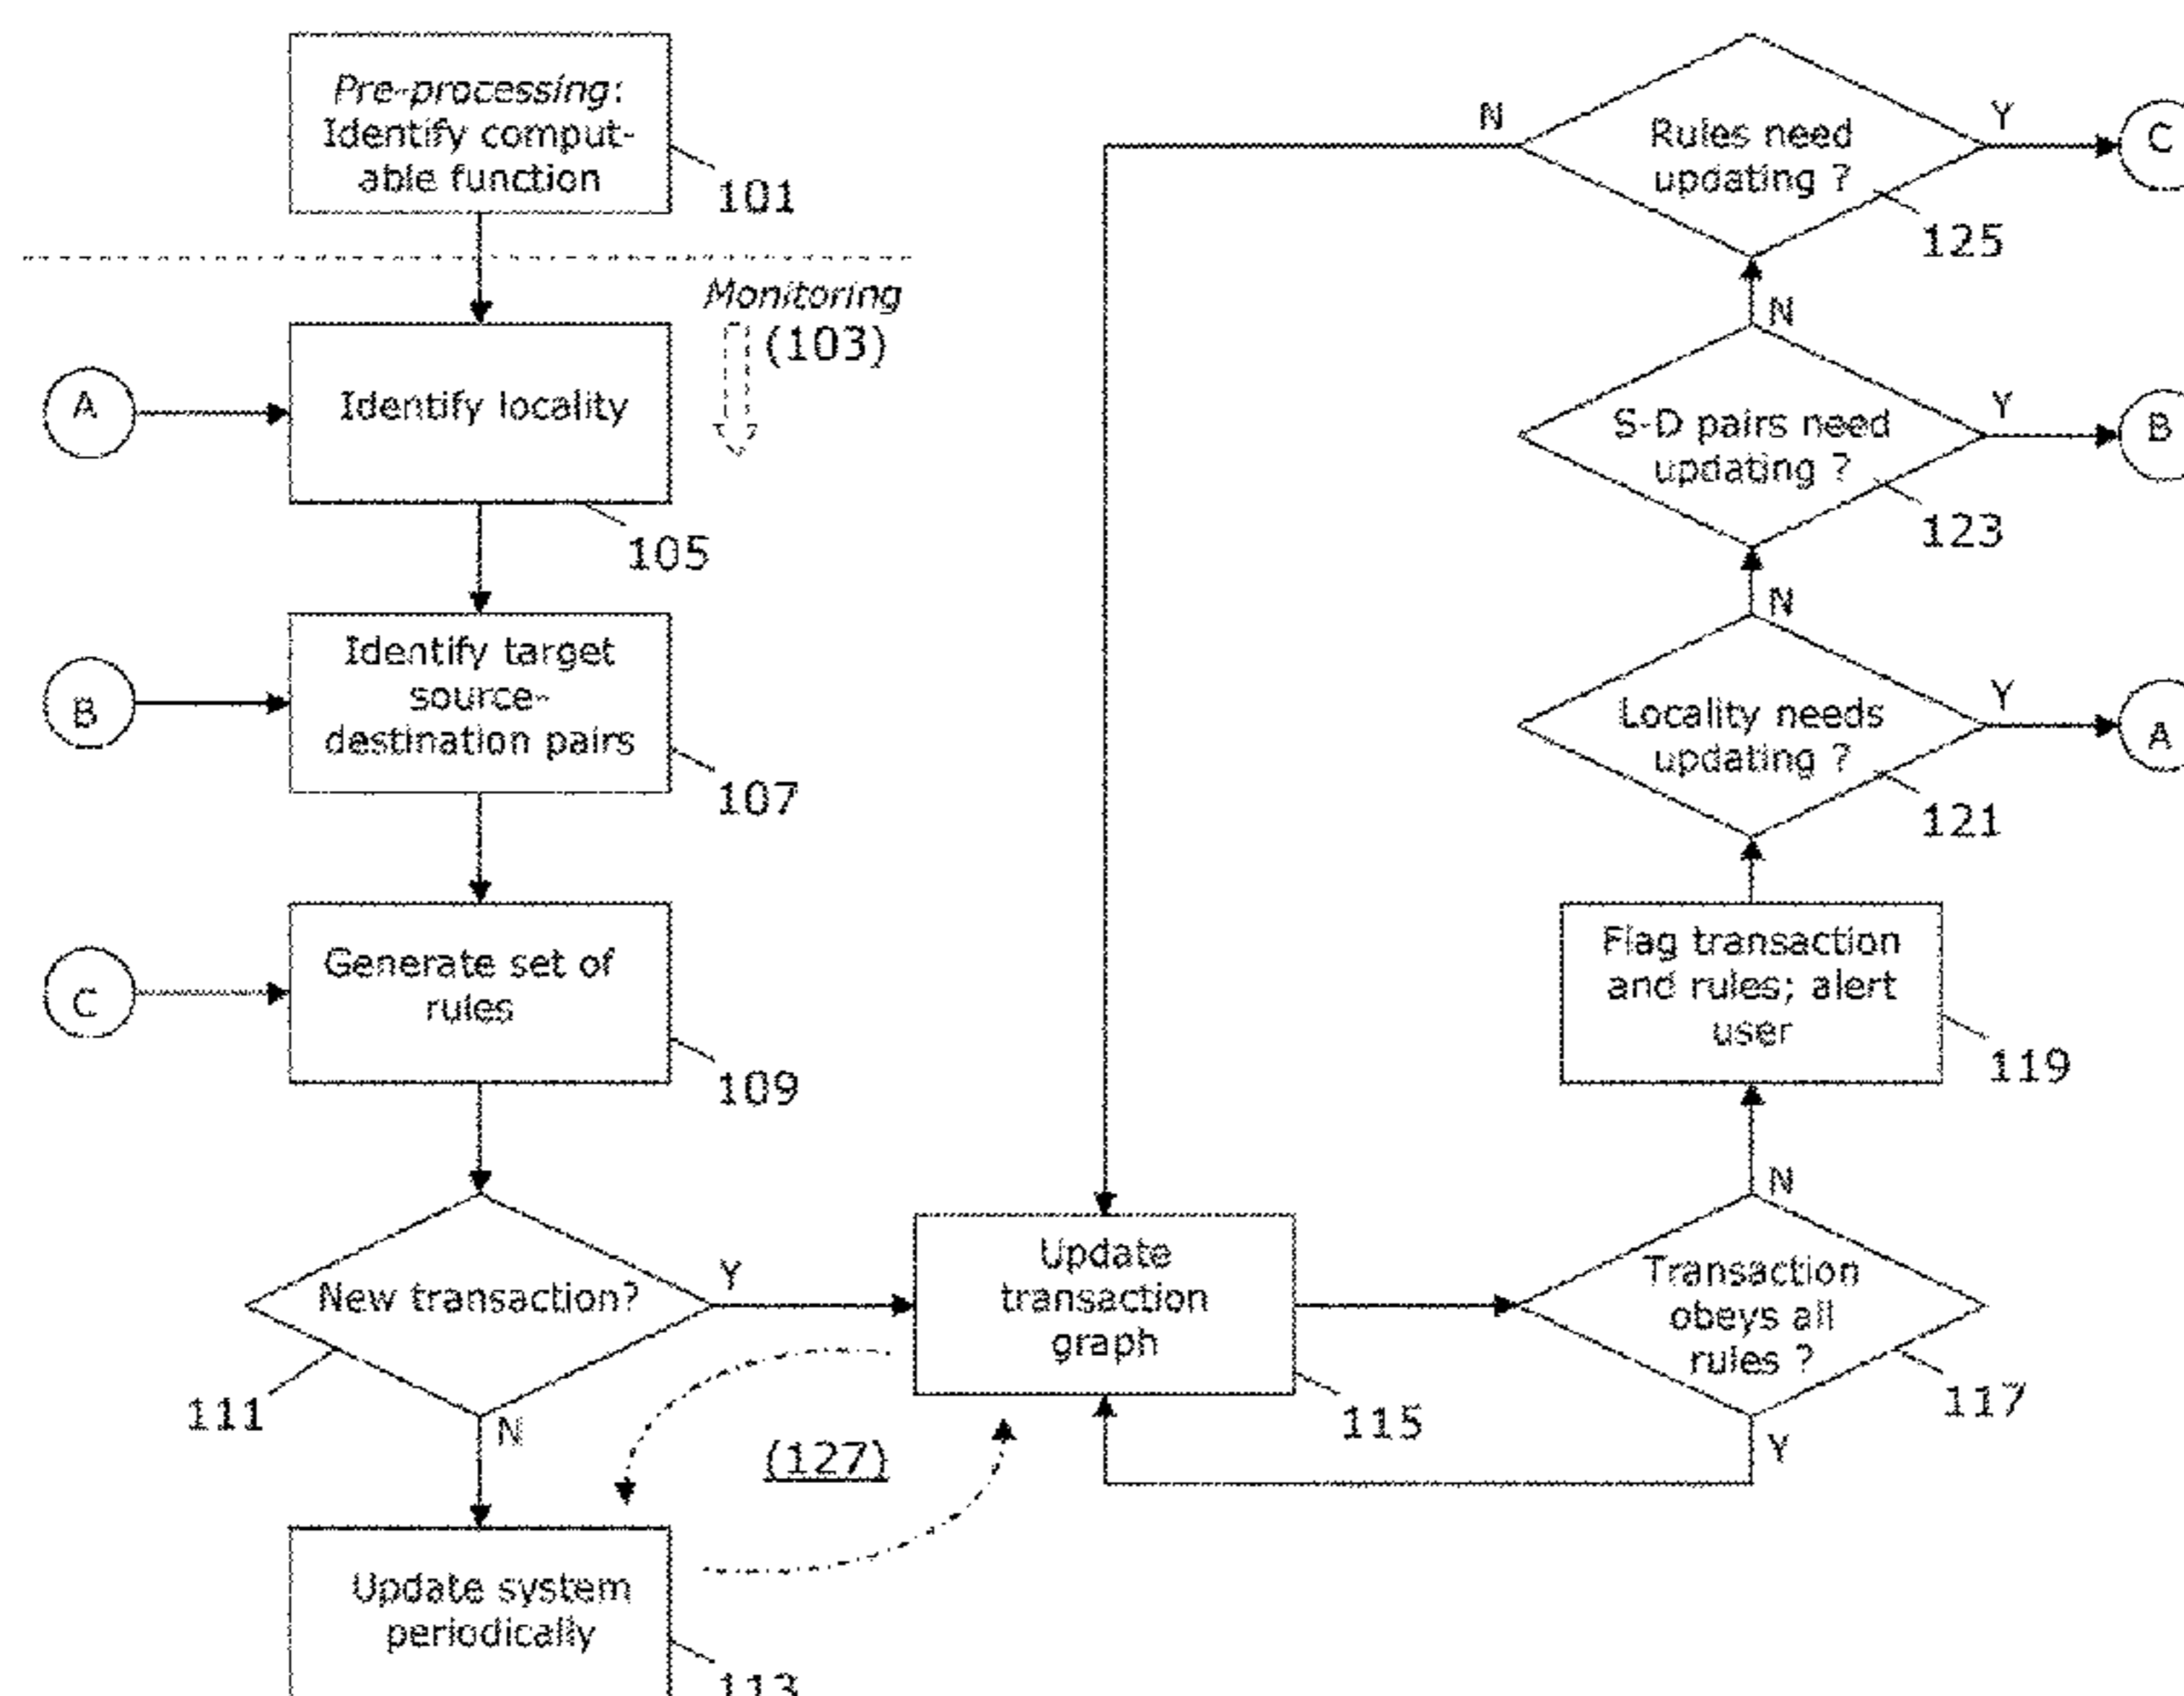 Pre-processing:
Identify comput-
able function
101
Monitoring
(103)
A
Identify locality
105
B
Identify target
source-
destination pairs
107
C
Generate set of
rules
109
New transaction?
Y
111
N
Update system
periodically
113
(127)
Update
transaction
graph
115
Transaction
obeys all
rules ?
117
Y
N
Flag transaction
and rules; alert
user
119
Locality needs
updating ?
121
Y
A
N
S-D pairs need
updating ?
123
Y
B
N
Rules need
updating ?
125
Y
C
N